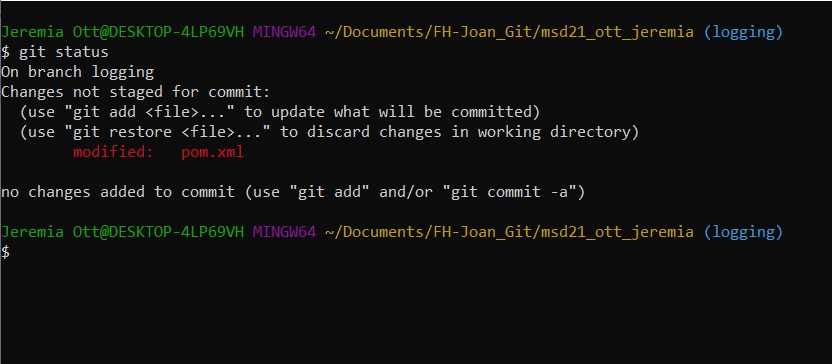 Jeremia Ott@DESKTOP-4LP69VH MINGW64 ~/Documents/FH-Joan_Git/msd21_ott_jeremia (logging)
$ git status
On branch logging
Changes not staged for commit:
  (use "git add <file>..." to update what will be committed)
  (use "git restore <file>..." to discard changes in working directory)
        modified:   pom.xml

no changes added to commit (use "git add" and/or "git commit -a")

Jeremia Ott@DESKTOP-4LP69VH MINGW64 ~/Documents/FH-Joan_Git/msd21_ott_jeremia (logging)
$